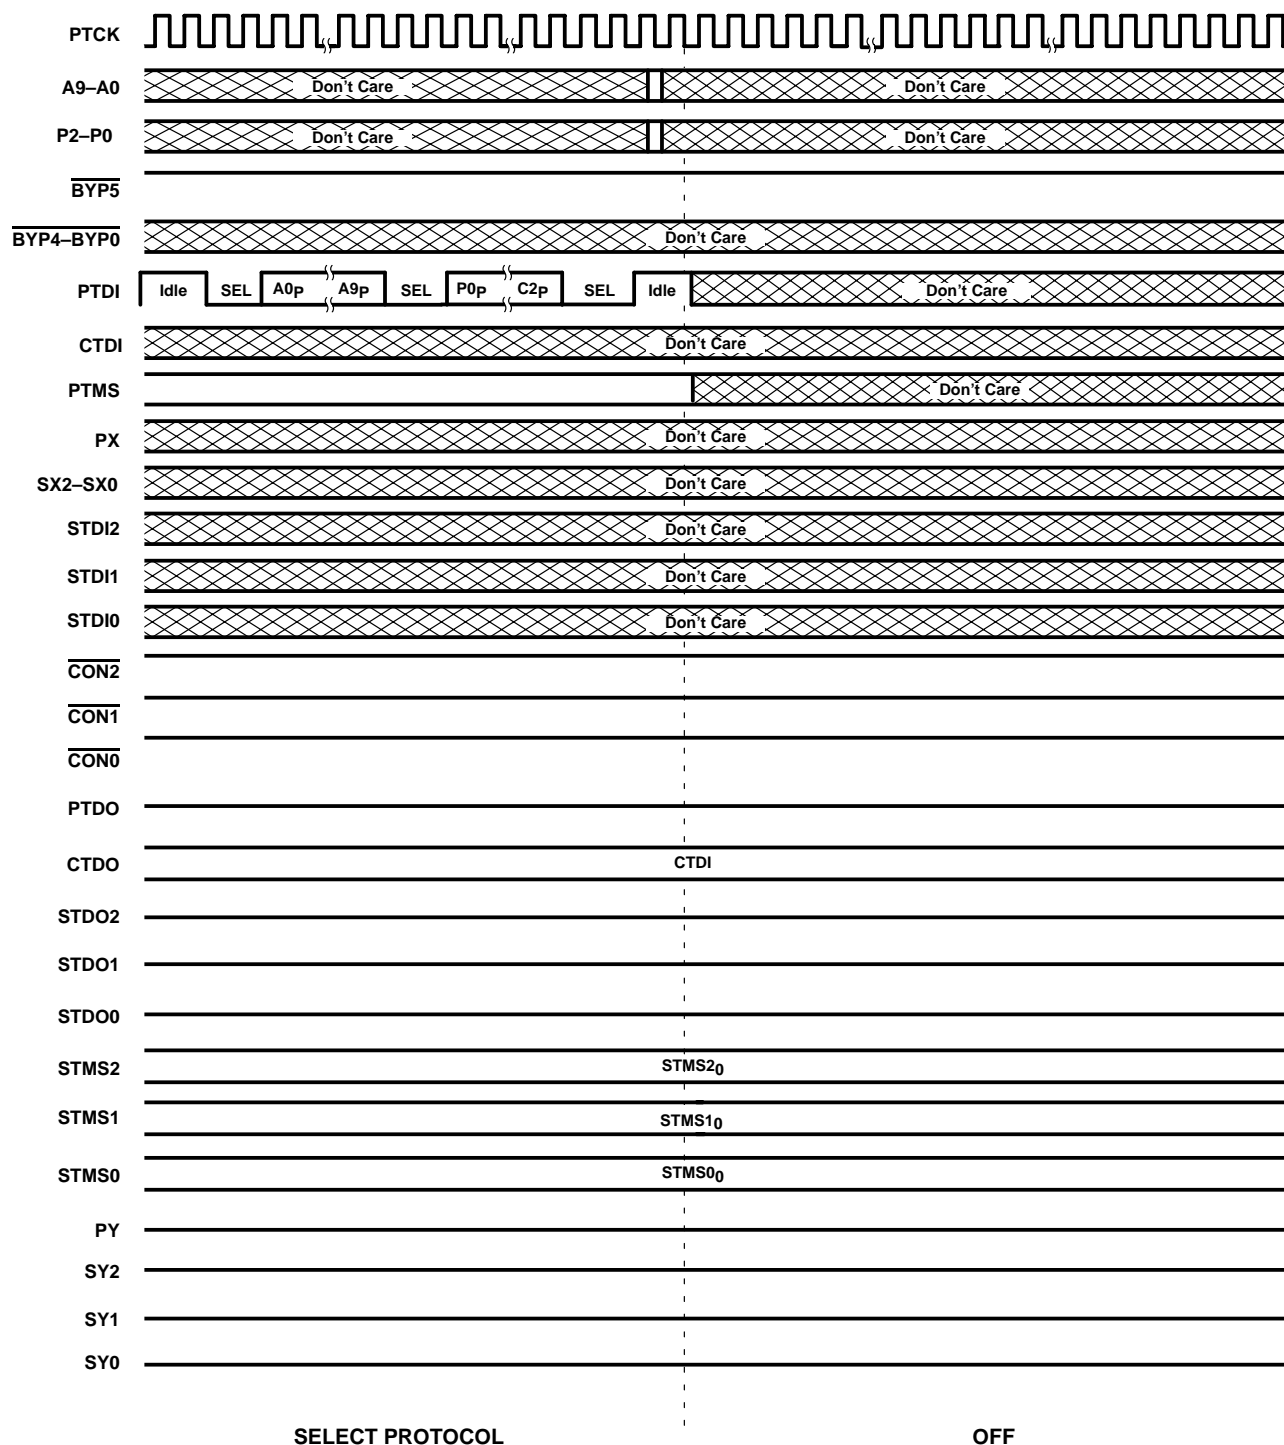 PTCK
A9–A0 Don't Care Don't Care
P2–P0 Don't Care Don't Care
BYP5
BYP4–BYP0 Don't Care
PTDI Idle SEL A0P A9P SEL P0P C2P SEL Idle Don't Care
CTDI Don't Care
PTMS Don't Care
PX Don't Care
SX2–SX0 Don't Care
STDI2 Don't Care
STDI1 Don't Care
STDI0 Don't Care
CON2
CON1
CON0
PTDO
CTDO CTDI
STDO2
STDO1
STDO0
STMS2 STMS20
STMS1 STMS10
STMS0 STMS00
PY
SY2
SY1
SY0
SELECT PROTOCOL OFF